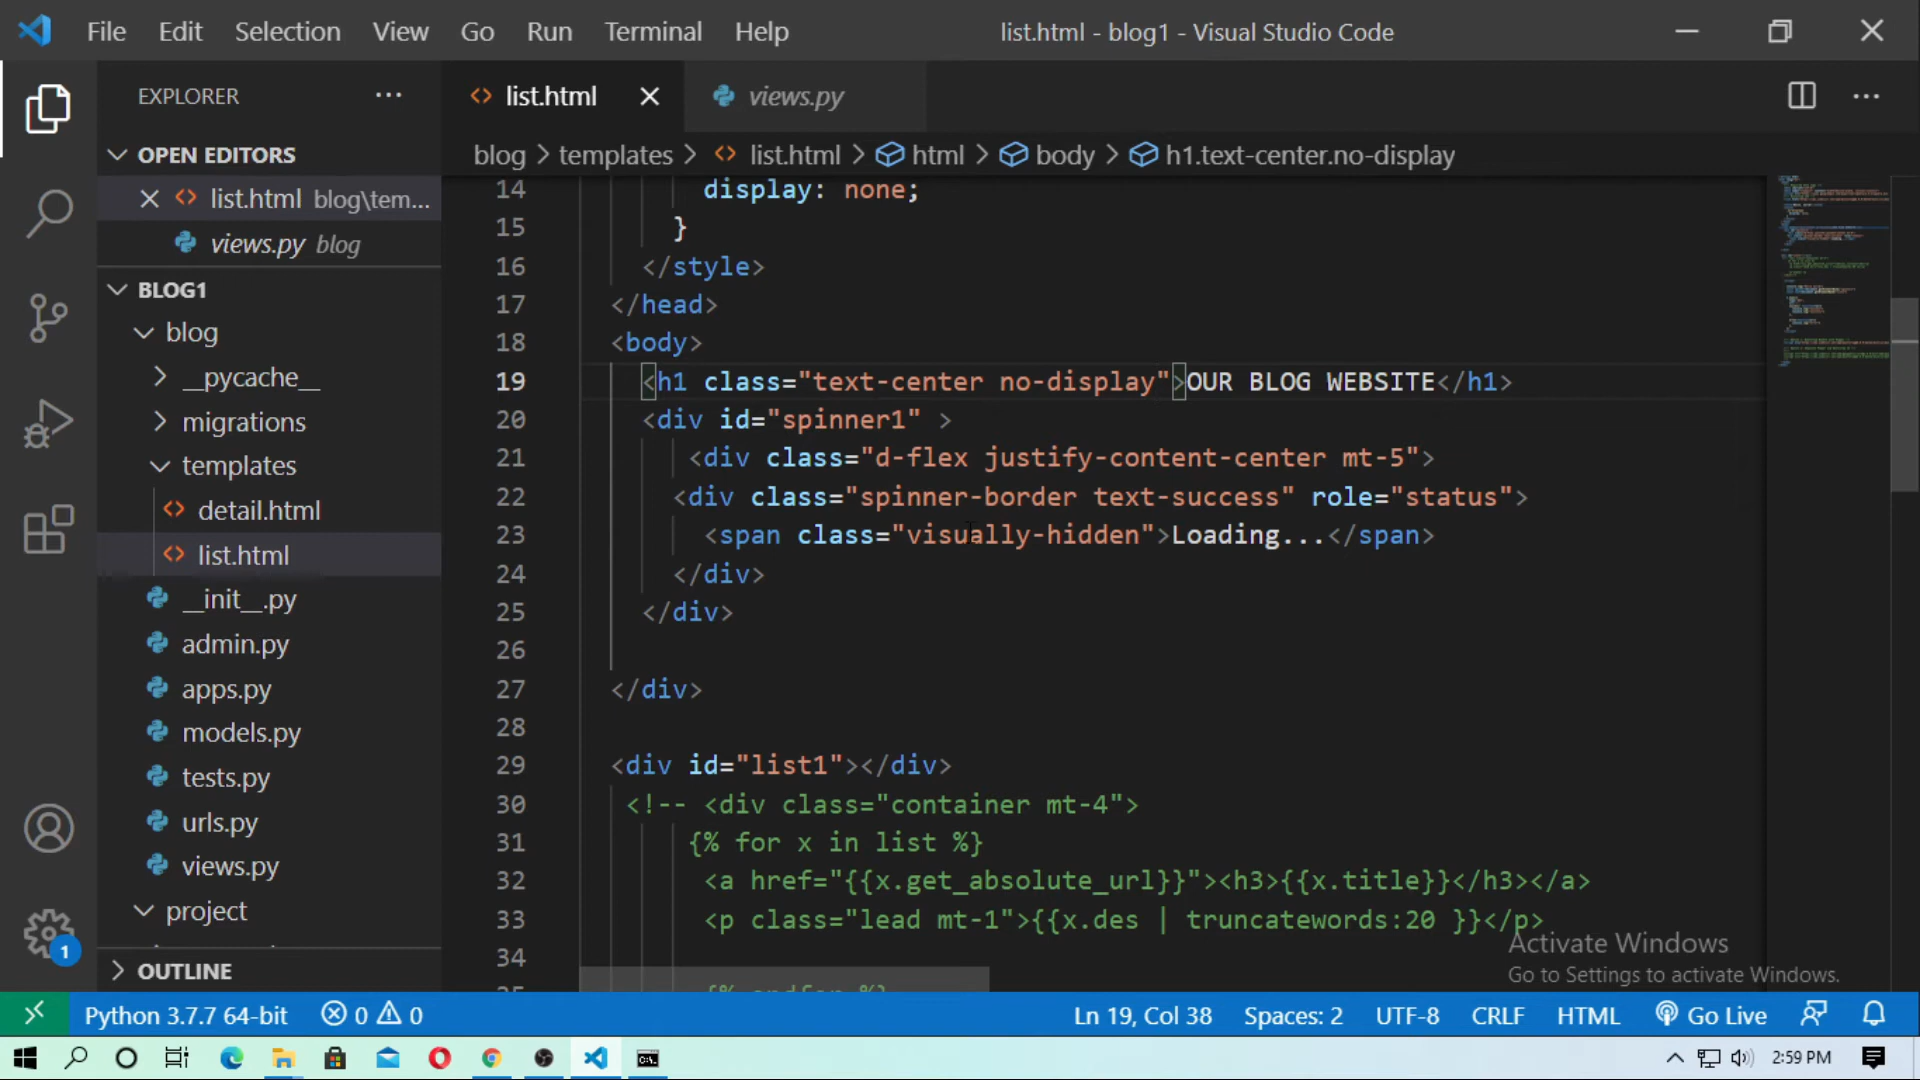 File Edit Selection View Go Run Terminal Help list.html - blog1 - Visual Studio Code
EXPLORER
list.html
views.py
OPEN EDITORS
blog > templates > list.html > html > body > h1.text-center.no-display
list.html blog\tem...
views.py blog
BLOG1
blog
__pycache__
migrations
templates
detail.html
list.html
__init__.py
admin.py
apps.py
models.py
tests.py
urls.py
views.py
project
OUTLINE
14 display: none;
15 }
16 </style>
17 </head>
18 <body>
19 <h1 class="text-center no-display">OUR BLOG WEBSITE</h1>
20 <div id="spinner1" >
21 <div class="d-flex justify-content-center mt-5">
22 <div class="spinner-border text-success" role="status">
23 <span class="visually-hidden">Loading...</span>
24 </div>
25 </div>
26
27 </div>
28
29 <div id="list1"></div>
30 <!-- <div class="container mt-4">
31 {% for x in list %}
32 <a href="{{x.get_absolute_url}}"><h3>{{x.title}}</h3></a>
33 <p class="lead mt-1">{{x.des | truncatewords:20 }}</p>
34
{% endfor %}
Activate Windows
Go to Settings to activate Windows.
1
Python 3.7.7 64-bit 0 0 Ln 19, Col 38 Spaces: 2 UTF-8 CRLF HTML Go Live
2:59 PM